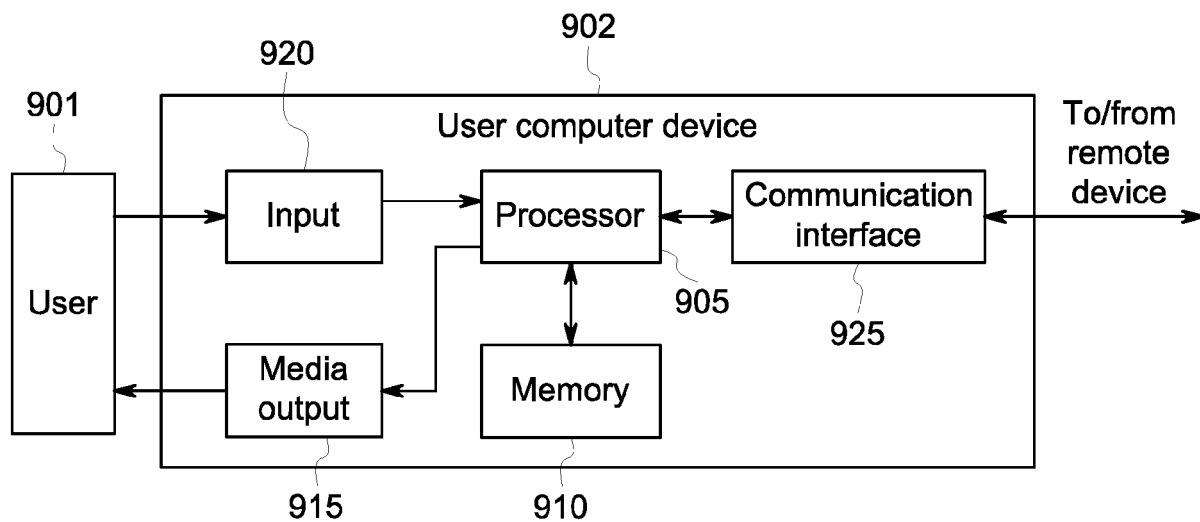 902
920
901
User computer device
To/from
remote
device
Input
Processor
Communication
interface
User
905
925
Media
output
Memory
915
910